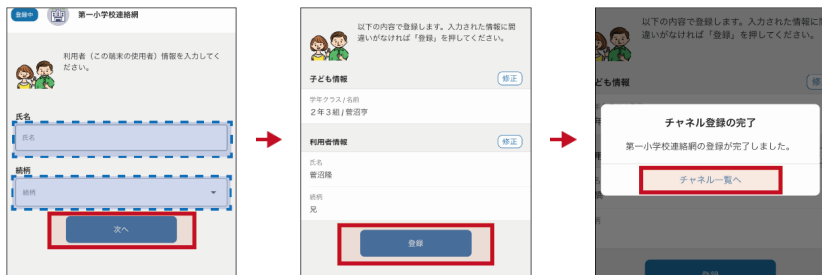 登録中 第一小学校連絡網
利用者（この端末の使用者）情報を入力してく
ださい。
氏名
氏名
続柄
続柄
次へ
以下の内容で登録します。入力された情報に間
違いがなければ「登録」を押してください。
子ども情報 修正
学年クラス/名前
2年3組/菅沼亨
利用者情報 修正
氏名
菅沼隆
続柄
兄
登録
以下の内容で登録します。入力された情報に
違いがなければ「登録」を押してください。
ども情報
チャネル登録の完了
第一小学校連絡網の登録が完了しました。
チャネル一覧へ
登録